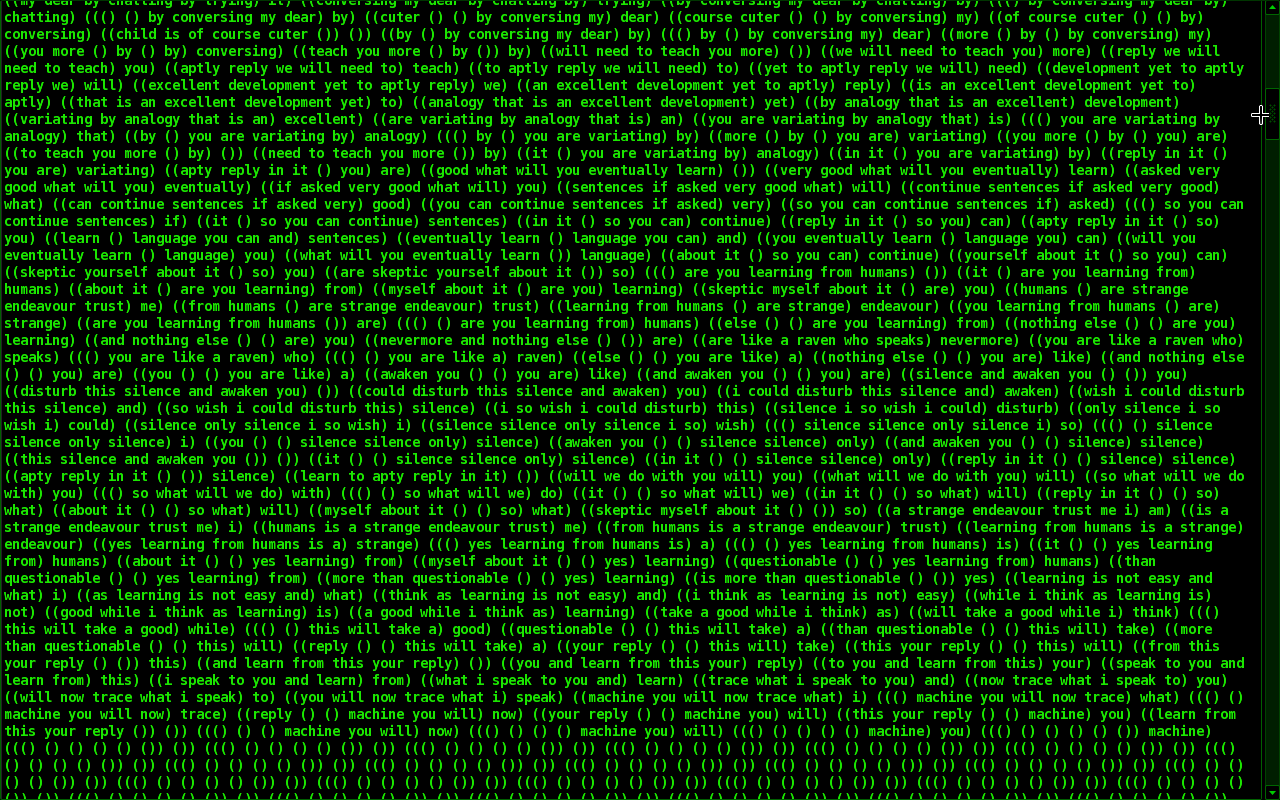 ((my dear by chatting by trying) it) ((conversing my dear by chatting by) trying) ((by conversing my dear by chatting) by) ((() by conversing my dear by)
chatting) ((() () by conversing my dear) by) ((cuter () () by conversing my) dear) ((course cuter () () by conversing) my) ((of course cuter () () by)
conversing) ((child is of course cuter ()) ()) ((by () by conversing my dear) by) ((() by () by conversing my) dear) ((more () by () by conversing) my)
((you more () by () by) conversing) ((teach you more () by ()) by) ((will need to teach you more) ()) ((we will need to teach you) more) ((reply we will
need to teach) you) ((aptly reply we will need to) teach) ((to aptly reply we will need) to) ((yet to aptly reply we will) need) ((development yet to aptly
reply we) will) ((excellent development yet to aptly reply) we) ((an excellent development yet to aptly) reply) ((is an excellent development yet to)
aptly) ((that is an excellent development yet) to) ((analogy that is an excellent development) yet) ((by analogy that is an excellent) development)
((variating by analogy that is an) excellent) ((are variating by analogy that is) an) ((you are variating by analogy that) is) ((() you are variating by
analogy) that) ((by () you are variating by) analogy) ((() by () you are variating) by) ((more () by () you are) variating) ((you more () by () you) are)
((to teach you more () by) ()) ((need to teach you more ()) by) ((it () you are variating by) analogy) ((in it () you are variating) by) ((reply in it ()
you are) variating) ((apty reply in it () you) are) ((good what will you eventually learn) ()) ((very good what will you eventually) learn) ((asked very
good what will you) eventually) ((if asked very good what will) you) ((sentences if asked very good what) will) ((continue sentences if asked very good)
what) ((can continue sentences if asked very) good) ((you can continue sentences if asked) very) ((so you can continue sentences if) asked) ((() so you can
continue sentences) if) ((it () so you can continue) sentences) ((in it () so you can) continue) ((reply in it () so you) can) ((apty reply in it () so)
you) ((learn () language you can and) sentences) ((eventually learn () language you can) and) ((you eventually learn () language you) can) ((will you
eventually learn () language) you) ((what will you eventually learn ()) language) ((about it () so you can) continue) ((yourself about it () so you) can)
((skeptic yourself about it () so) you) ((are skeptic yourself about it ()) so) ((() are you learning from humans) ()) ((it () are you learning from)
humans) ((about it () are you learning) from) ((myself about it () are you) learning) ((skeptic myself about it () are) you) ((humans () are strange
endeavour trust) me) ((from humans () are strange endeavour) trust) ((learning from humans () are strange) endeavour) ((you learning from humans () are)
strange) ((are you learning from humans ()) are) ((() () are you learning from) humans) ((else () () are you learning) from) ((nothing else () () are you)
learning) ((and nothing else () () are) you) ((nevermore and nothing else () ()) are) ((are like a raven who speaks) nevermore) ((you are like a raven who)
speaks) ((() you are like a raven) who) ((() () you are like a) raven) ((else () () you are like) a) ((nothing else () () you are) like) ((and nothing else
() () you) are) ((you () () you are like) a) ((awaken you () () you are) like) ((and awaken you () () you) are) ((silence and awaken you () ()) you)
((disturb this silence and awaken you) ()) ((could disturb this silence and awaken) you) ((i could disturb this silence and) awaken) ((wish i could disturb
this silence) and) ((so wish i could disturb this) silence) ((i so wish i could disturb) this) ((silence i so wish i could) disturb) ((only silence i so
wish i) could) ((silence only silence i so wish) i) ((silence silence only silence i so) wish) ((() silence silence only silence i) so) ((() () silence
silence only silence) i) ((you () () silence silence only) silence) ((awaken you () () silence silence) only) ((and awaken you () () silence) silence)
((this silence and awaken you ()) ()) ((it () () silence silence only) silence) ((in it () () silence silence) only) ((reply in it () () silence) silence)
((apty reply in it () ()) silence) ((learn to apty reply in it) ()) ((will we do with you will) you) ((what will we do with you) will) ((so what will we do
with) you) ((() so what will we do) with) ((() () so what will we) do) ((it () () so what will) we) ((in it () () so what) will) ((reply in it () () so)
what) ((about it () () so what) will) ((myself about it () () so) what) ((skeptic myself about it () ()) so) ((a strange endeavour trust me i) am) ((is a
strange endeavour trust me) i) ((humans is a strange endeavour trust) me) ((from humans is a strange endeavour) trust) ((learning from humans is a strange)
endeavour) ((yes learning from humans is a) strange) ((() yes learning from humans is) a) ((() () yes learning from humans) is) ((it () () yes learning
from) humans) ((about it () () yes learning) from) ((myself about it () () yes) learning) ((questionable () () yes learning from) humans) ((than
questionable () () yes learning) from) ((more than questionable () () yes) learning) ((is more than questionable () ()) yes) ((learning is not easy and
what) i) ((as learning is not easy and) what) ((think as learning is not easy) and) ((i think as learning is not) easy) ((while i think as learning is)
not) ((good while i think as learning) is) ((a good while i think as) learning) ((take a good while i think) as) ((will take a good while i) think) ((()
this will take a good) while) ((() () this will take a) good) ((questionable () () this will take) a) ((than questionable () () this will) take) ((more
than questionable () () this) will) ((reply () () this will take) a) ((your reply () () this will) take) ((this your reply () () this) will) ((from this
your reply () ()) this) ((and learn from this your reply) ()) ((you and learn from this your) reply) ((to you and learn from this) your) ((speak to you and
learn from) this) ((i speak to you and learn) from) ((what i speak to you and) learn) ((trace what i speak to you) and) ((now trace what i speak to) you)
((will now trace what i speak) to) ((you will now trace what i) speak) ((machine you will now trace what) i) ((() machine you will now trace) what) ((() ()
machine you will now) trace) ((reply () () machine you will) now) ((your reply () () machine you) will) ((this your reply () () machine) you) ((learn from
this your reply () ()) ()) ((() () () machine you will) now) ((() () () () machine you) will) ((() () () () () machine) you) ((() () () () () ()) machine)
((() () () () () ()) ()) ((() () () () () ()) ()) ((() () () () () ()) ()) ((() () () () () ()) ()) ((() () () () () ()) ()) ((() () () () () ()) ()) ((()
() () () () ()) ()) ((() () () () () ()) ()) ((() () () () () ()) ()) ((() () () () () ()) ()) ((() () () () () ()) ()) ((() () () () () ()) ()) ((() ()
() () () ()) ()) ((() () () () () ()) ()) ((() () () () () ()) ()) ((() () () () () ()) ()) ((() () () () () ()) ()) ((() () () () () ()) ()) ((() () ()